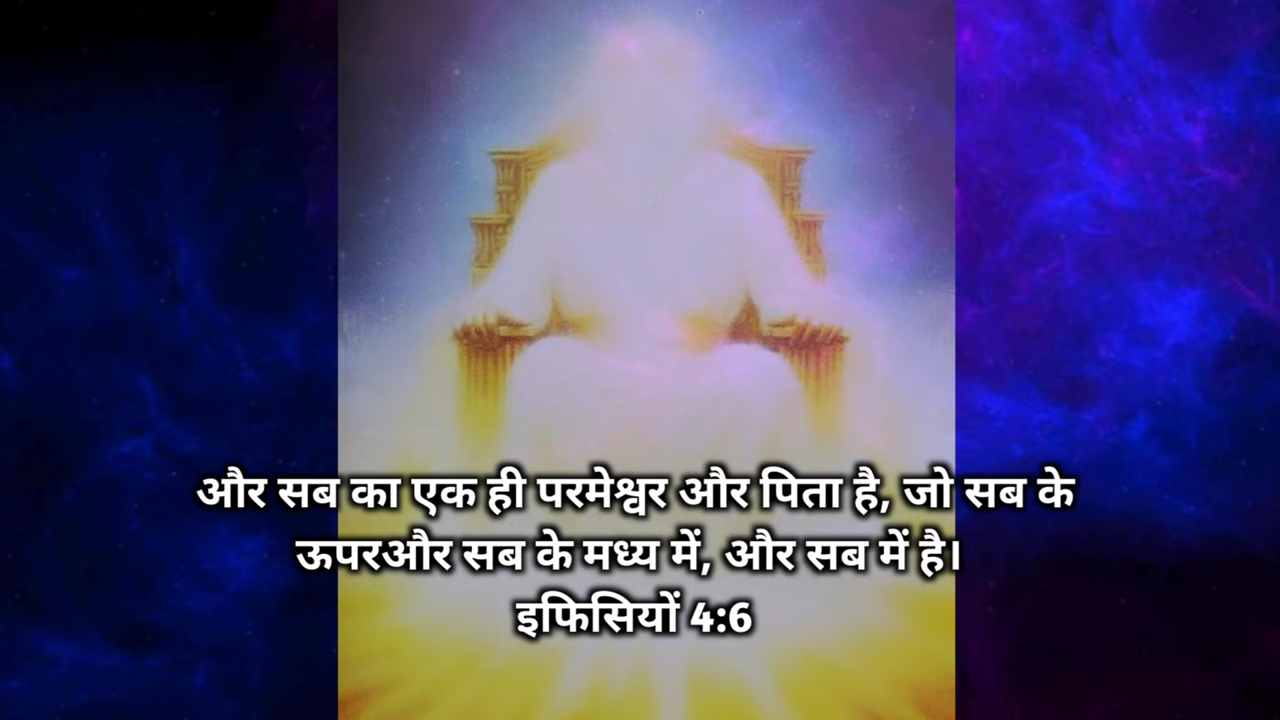 और सब का एक ही परमेश्वर और पिता है, जो सब के
ऊपरऔर सब के मध्य में, और सब में है।
इफिसियों 4:6